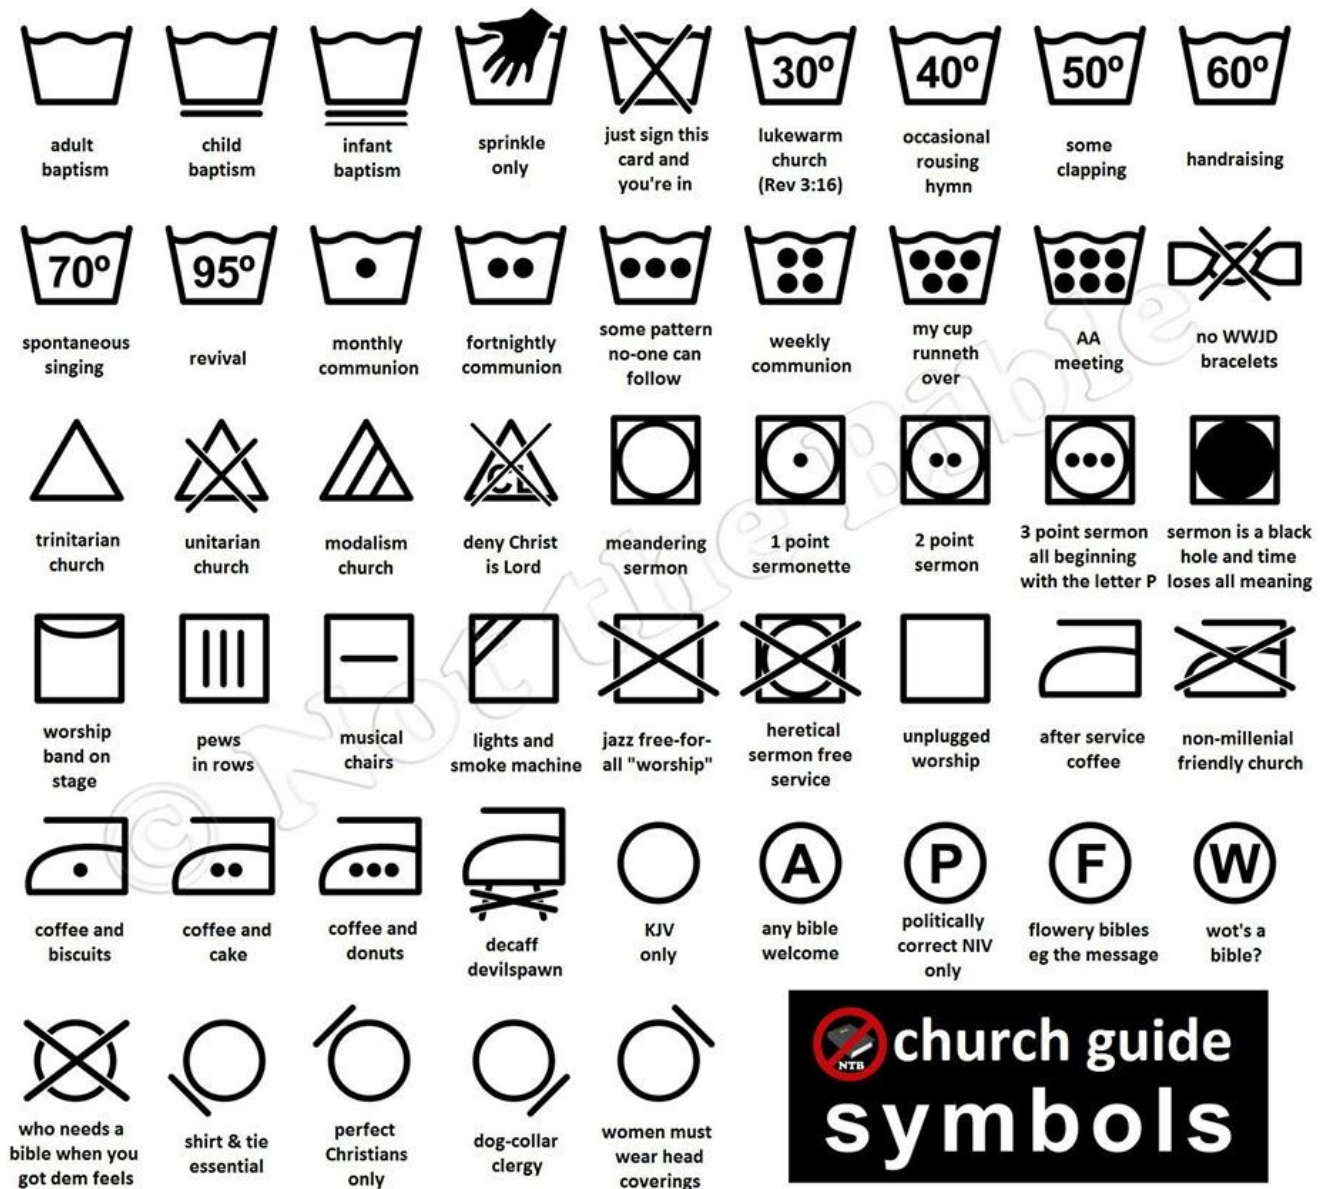 30º
40º
50º
60º
adult
baptism
child
baptism
infant
baptism
sprinkle
only
just sign this
card and
you're in
lukewarm
church
(Rev 3:16)
occasional
rousing
hymn
some
clapping
handraising
70º
95º
spontaneous
singing
revival
monthly
communion
fortnightly
communion
some pattern
no-one can
follow
weekly
communion
my cup
runneth
over
AA
meeting
no WWJD
bracelets
CL
trinitarian
church
unitarian
church
modalism
church
deny Christ
is Lord
meandering
sermon
1 point
sermonette
2 point
sermon
3 point sermon
all beginning
with the letter P
sermon is a black
hole and time
loses all meaning
worship
band on
stage
pews
in rows
musical
chairs
lights and
smoke machine
jazz free-for-
all "worship"
heretical
sermon free
service
unplugged
worship
after service
coffee
non-millenial
friendly church
coffee and
biscuits
coffee and
cake
coffee and
donuts
decaff
devilspawn
KJV
only
A
any bible
welcome
P
politically
correct NIV
only
F
flowery bibles
eg the message
W
wot's a
bible?
who needs a
bible when you
got dem feels
shirt & tie
essential
perfect
Christians
only
dog-collar
clergy
women must
wear head
coverings
NTB
church guide
symbols
© Not the Bible